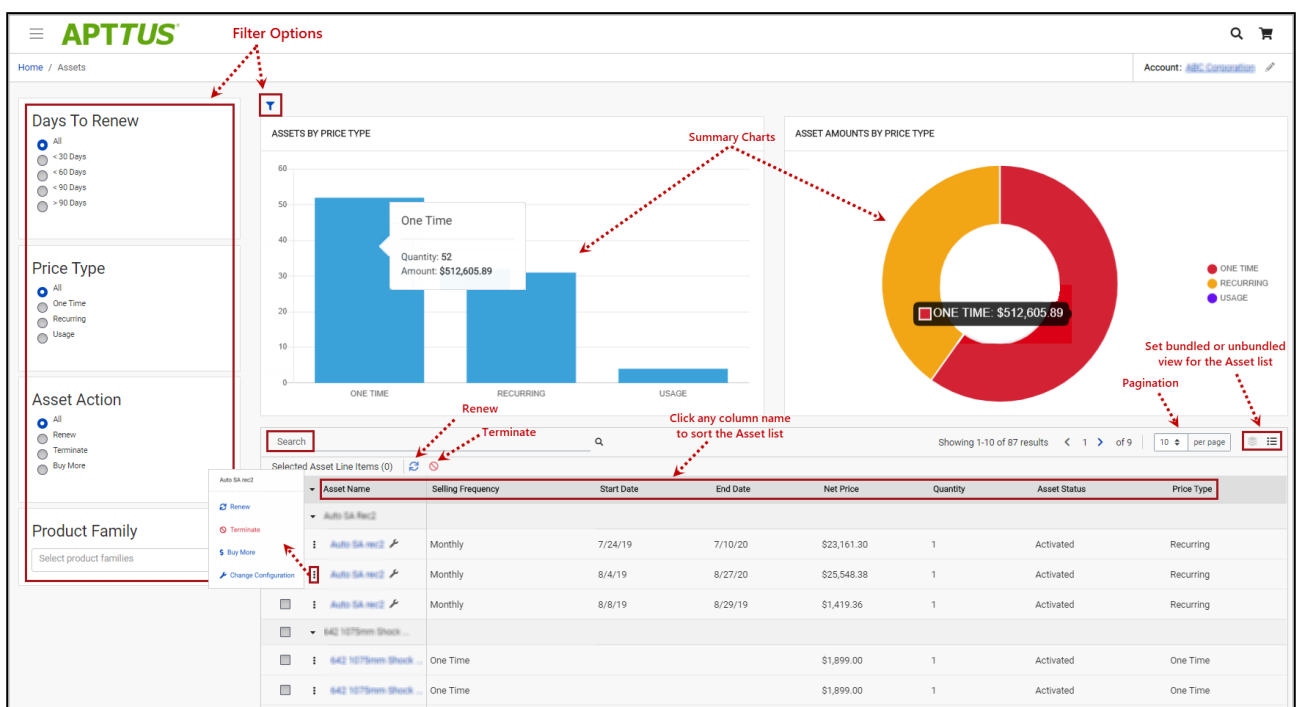 APTTUS
Filter Options
Home / Assets
Account: ABC Corporation
Days To Renew
All
< 30 Days
< 60 Days
< 90 Days
> 90 Days
Price Type
All
One Time
Recurring
Usage
Asset Action
All
Renew
Terminate
Buy More
Product Family
Select product families
ASSETS BY PRICE TYPE
Summary Charts
60
50
40
30
20
10
0
One Time
Quantity: 52
Amount: $512,605.89
ONE TIME
RECURRING
USAGE
ASSET AMOUNTS BY PRICE TYPE
ONE TIME: $512,605.89
ONE TIME
RECURRING
USAGE
Set bundled or unbundled
view for the Asset list
Pagination
Renew
Terminate
Click any column name
to sort the Asset list
Search
Showing 1-10 of 87 results
1
of 9
10
per page
Selected Asset Line Items (0)
Auto SA rec2
Renew
Terminate
Buy More
Change Configuration
Asset Name Selling Frequency Start Date End Date Net Price Quantity Asset Status Price Type
Auto SA Rec2
Auto SA rec2 Monthly 7/24/19 7/10/20 $23,161.30 1 Activated Recurring
Auto SA rec2 Monthly 8/4/19 8/27/20 $25,548.38 1 Activated Recurring
Auto SA rec2 Monthly 8/8/19 8/29/19 $1,419.36 1 Activated Recurring
642 1075mm Shock ...
642 1075mm Shock ... One Time $1,899.00 1 Activated One Time
642 1075mm Shock ... One Time $1,899.00 1 Activated One Time